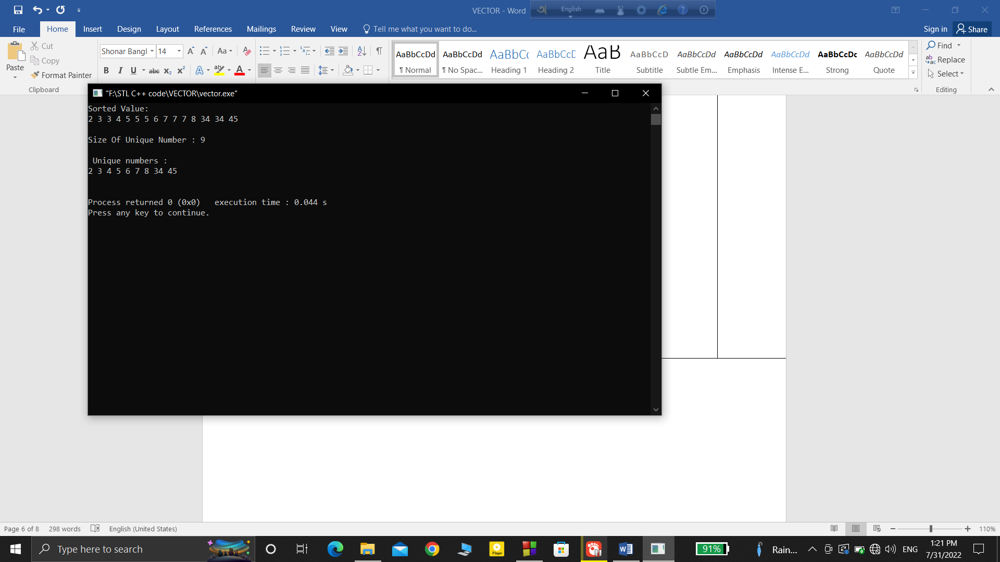 VECTOR - Word
English
File Home Insert Design Layout References Mailings Review View Tell me what you want to do...
Sign in Share
Paste
Cut
Copy
Format Painter
Clipboard
Shonar Bangl 14
AaBbCcDd
¶ Normal
AaBbCcDd
¶ No Spac...
AaBbCc
Heading 1
AaBbCcD
Heading 2
AaB
Title
AaBbCcD
Subtitle
AaBbCcDd
Subtle Em...
AaBbCcDd
Emphasis
AaBbCcDd
Intense E...
AaBbCcDc
Strong
AaBbCcDd
Quote
Find
Replace
Select
Editing
"F:\STL C++ code\VECTOR\vector.exe"
Sorted Value:
2 3 3 4 5 5 5 6 7 7 7 8 34 34 45
Size Of Unique Number : 9
Unique numbers :
2 3 4 5 6 7 8 34 45
Process returned 0 (0x0)   execution time : 0.044 s
Press any key to continue.
Page 6 of 8 298 words English (United States) 110%
Type here to search
91%
Rain...
ENG
1:21 PM
7/31/2022